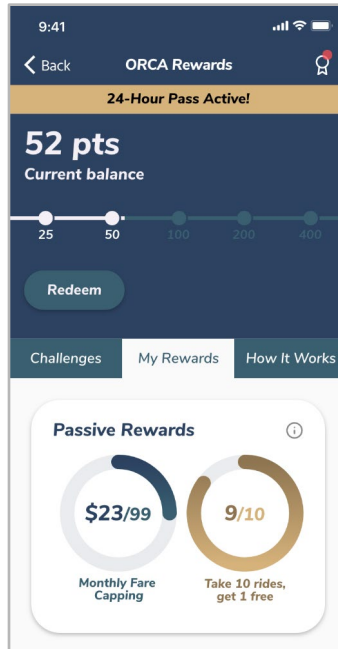 9:41
Back
ORCA Rewards
24-Hour Pass Active!
52 pts
Current balance
25 50 100 200 400
Redeem
Challenges My Rewards How It Works
Passive Rewards
$23/99
9/10
Monthly Fare
Capping
Take 10 rides,
get 1 free